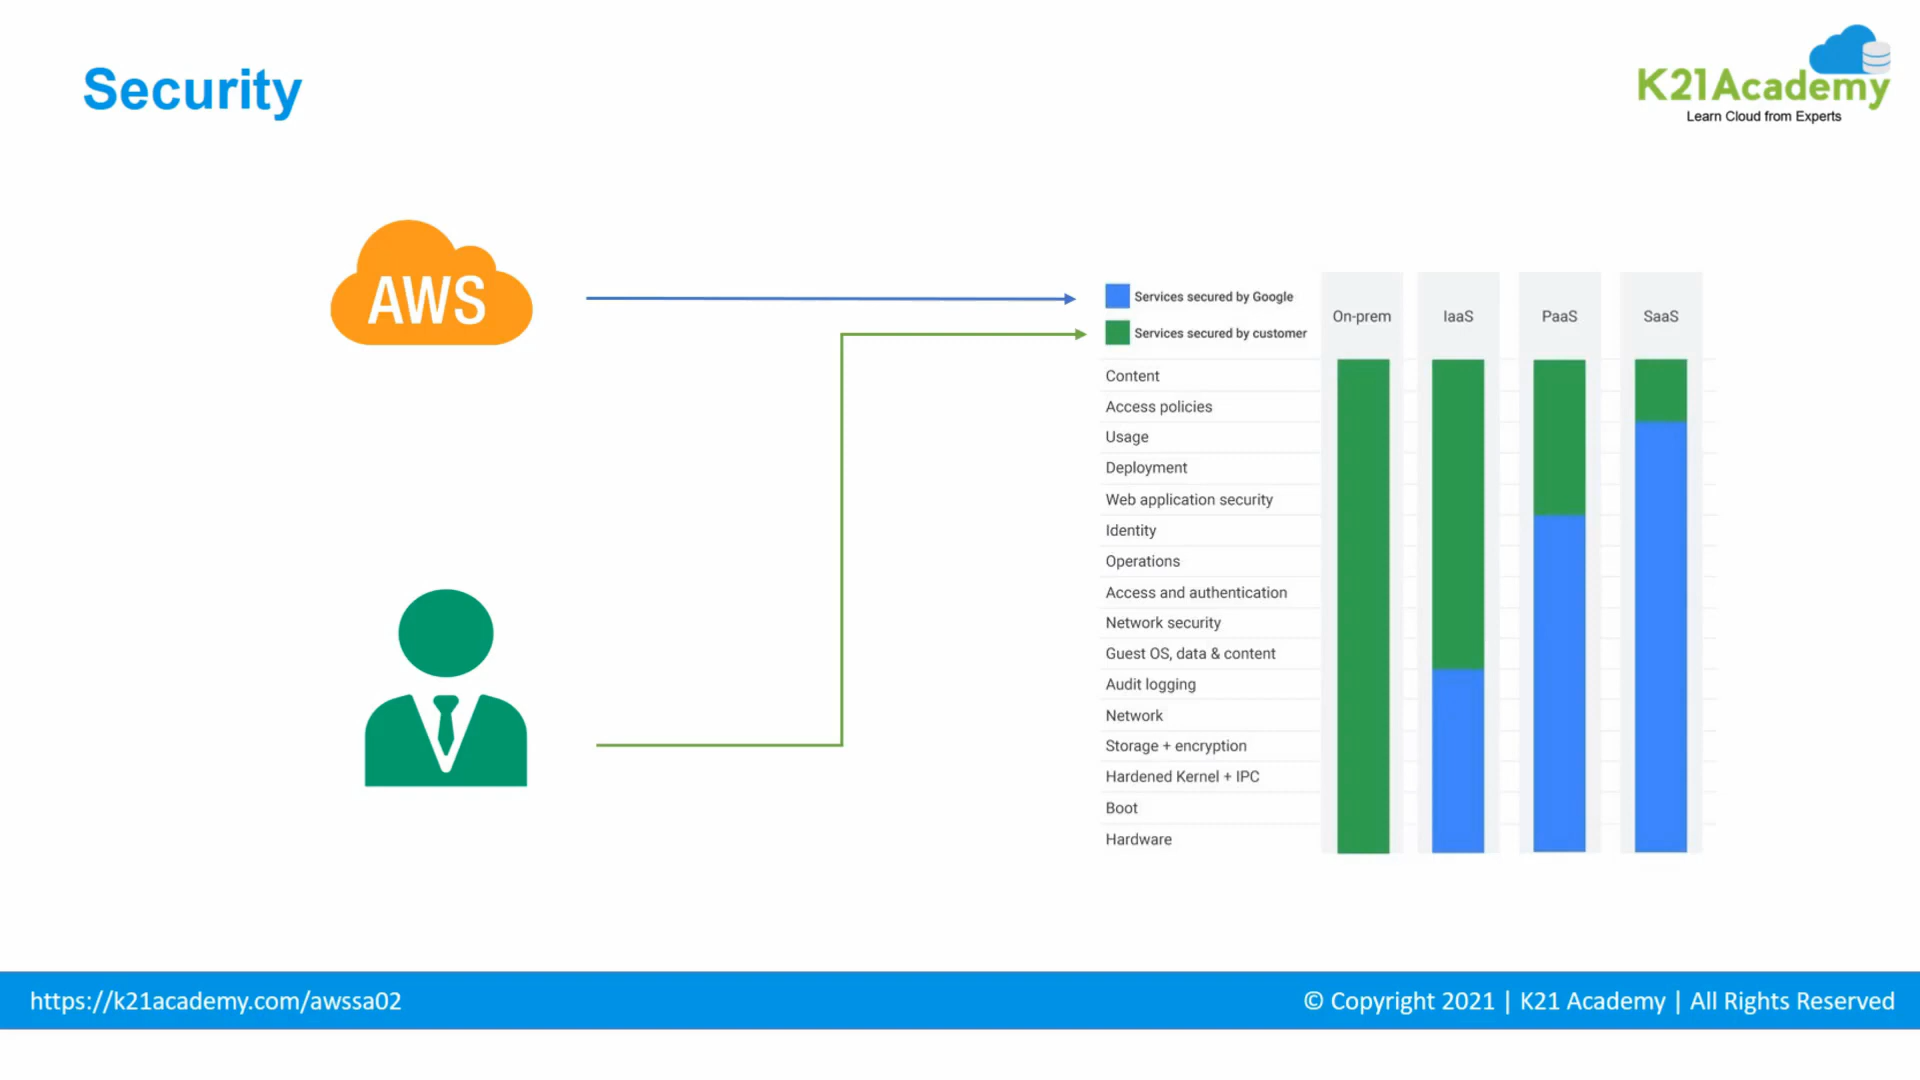 Security
K21Academy
Learn Cloud from Experts
AWS
Services secured by Google
Services secured by customer
On-prem
IaaS
PaaS
SaaS
Content
Access policies
Usage
Deployment
Web application security
Identity
Operations
Access and authentication
Network security
Guest OS, data & content
Audit logging
Network
Storage + encryption
Hardened Kernel + IPC
Boot
Hardware
https://k21academy.com/awssa02
© Copyright 2021 | K21 Academy | All Rights Reserved